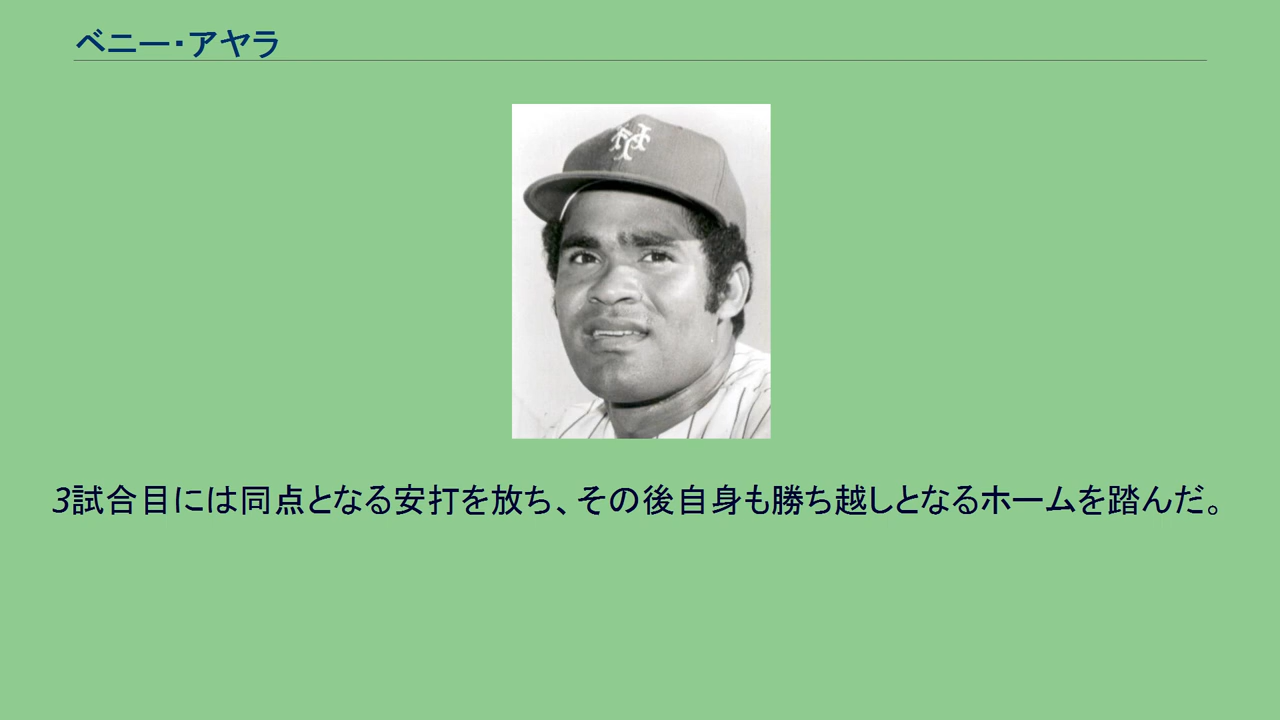 ベニー・アヤラ
NY
3試合目には同点となる安打を放ち、その後自身も勝ち越しとなるホームを踏んだ。